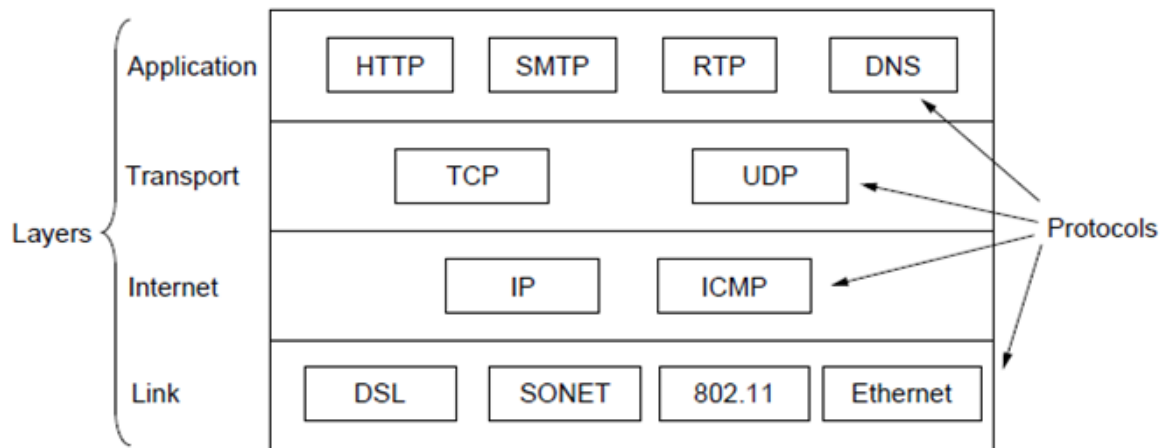 Application HTTP SMTP RTP DNS
Transport TCP UDP
Layers Protocols
Internet IP ICMP
Link DSL SONET 802.11 Ethernet